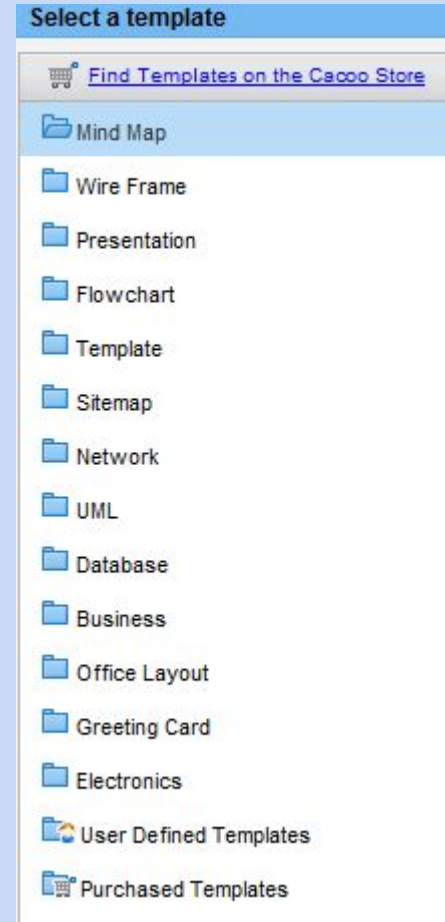 Select a template
Find Templates on the Cacoo Store
Mind Map
Wire Frame
Presentation
Flowchart
Template
Sitemap
Network
UML
Database
Business
Office Layout
Greeting Card
Electronics
User Defined Templates
Purchased Templates